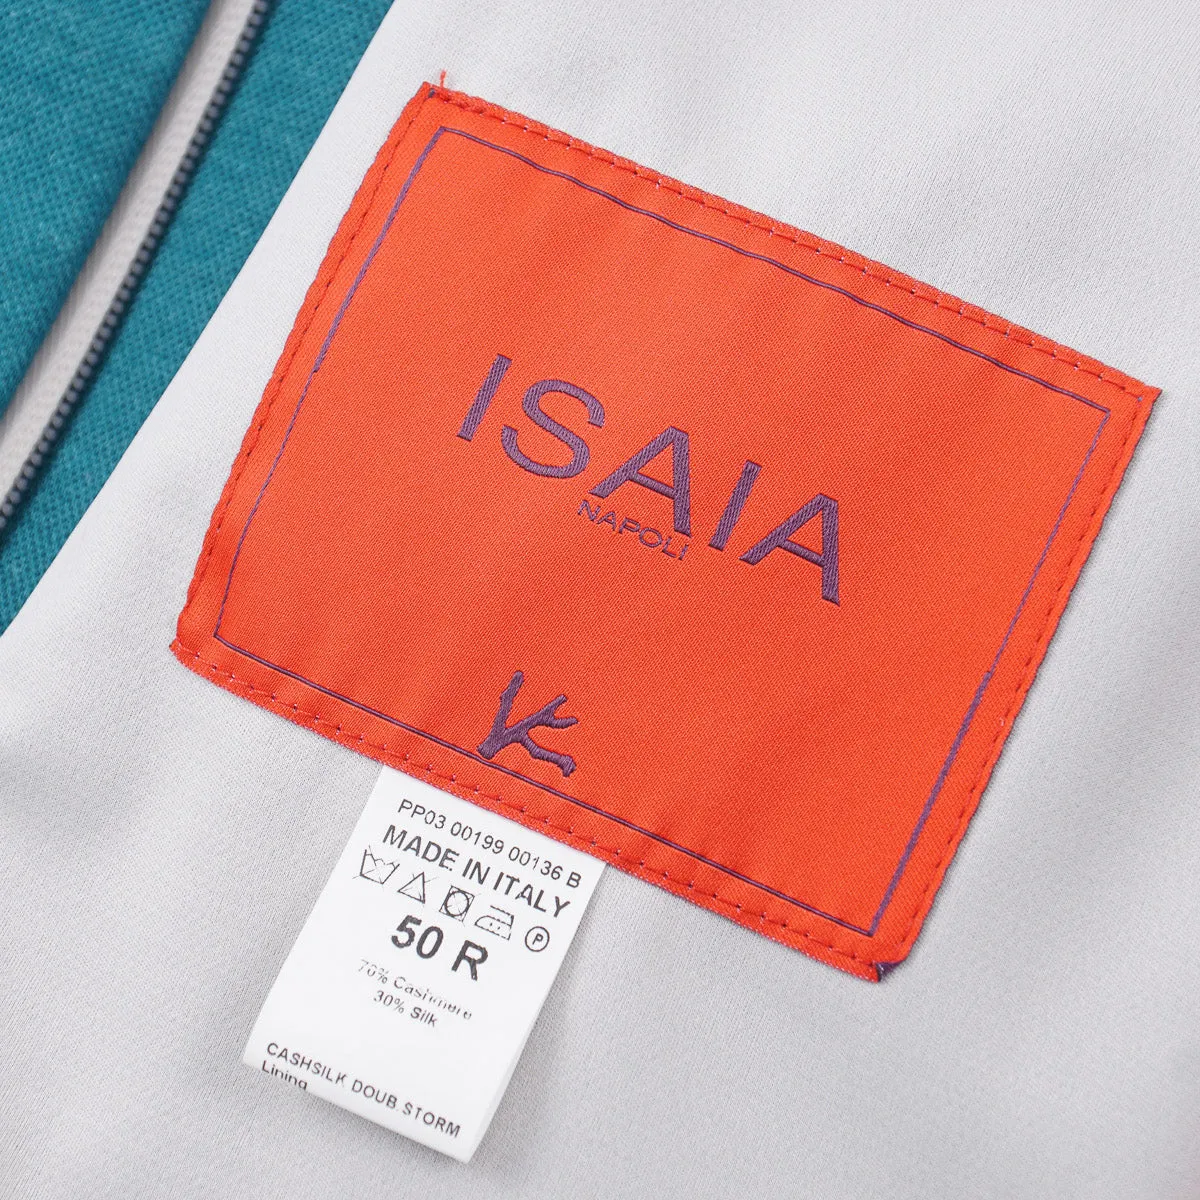 ISAIA
NAPOLI
PP03 00199 00136 B
MADE IN ITALY
P
50 R
70% Cashmere
30% Silk
CASHSILK DOUB.STORM
Lining